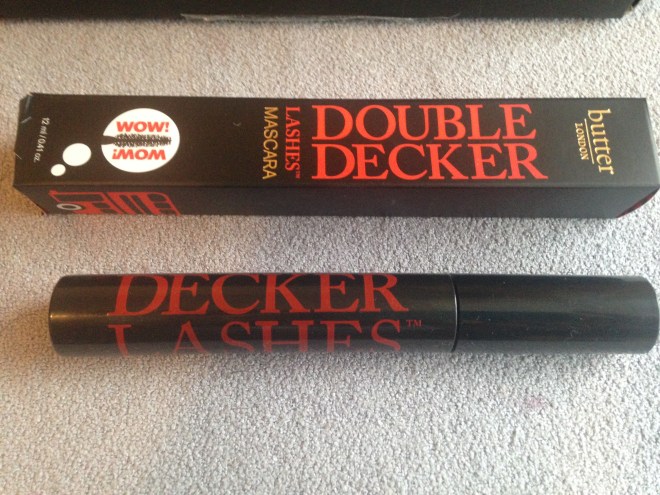 butter
LONDON
DOUBLE
DECKER
LASHES™
MASCARA
WOW!
WOW!
12 ml / 0.41 oz.
DECKER
LASHES™